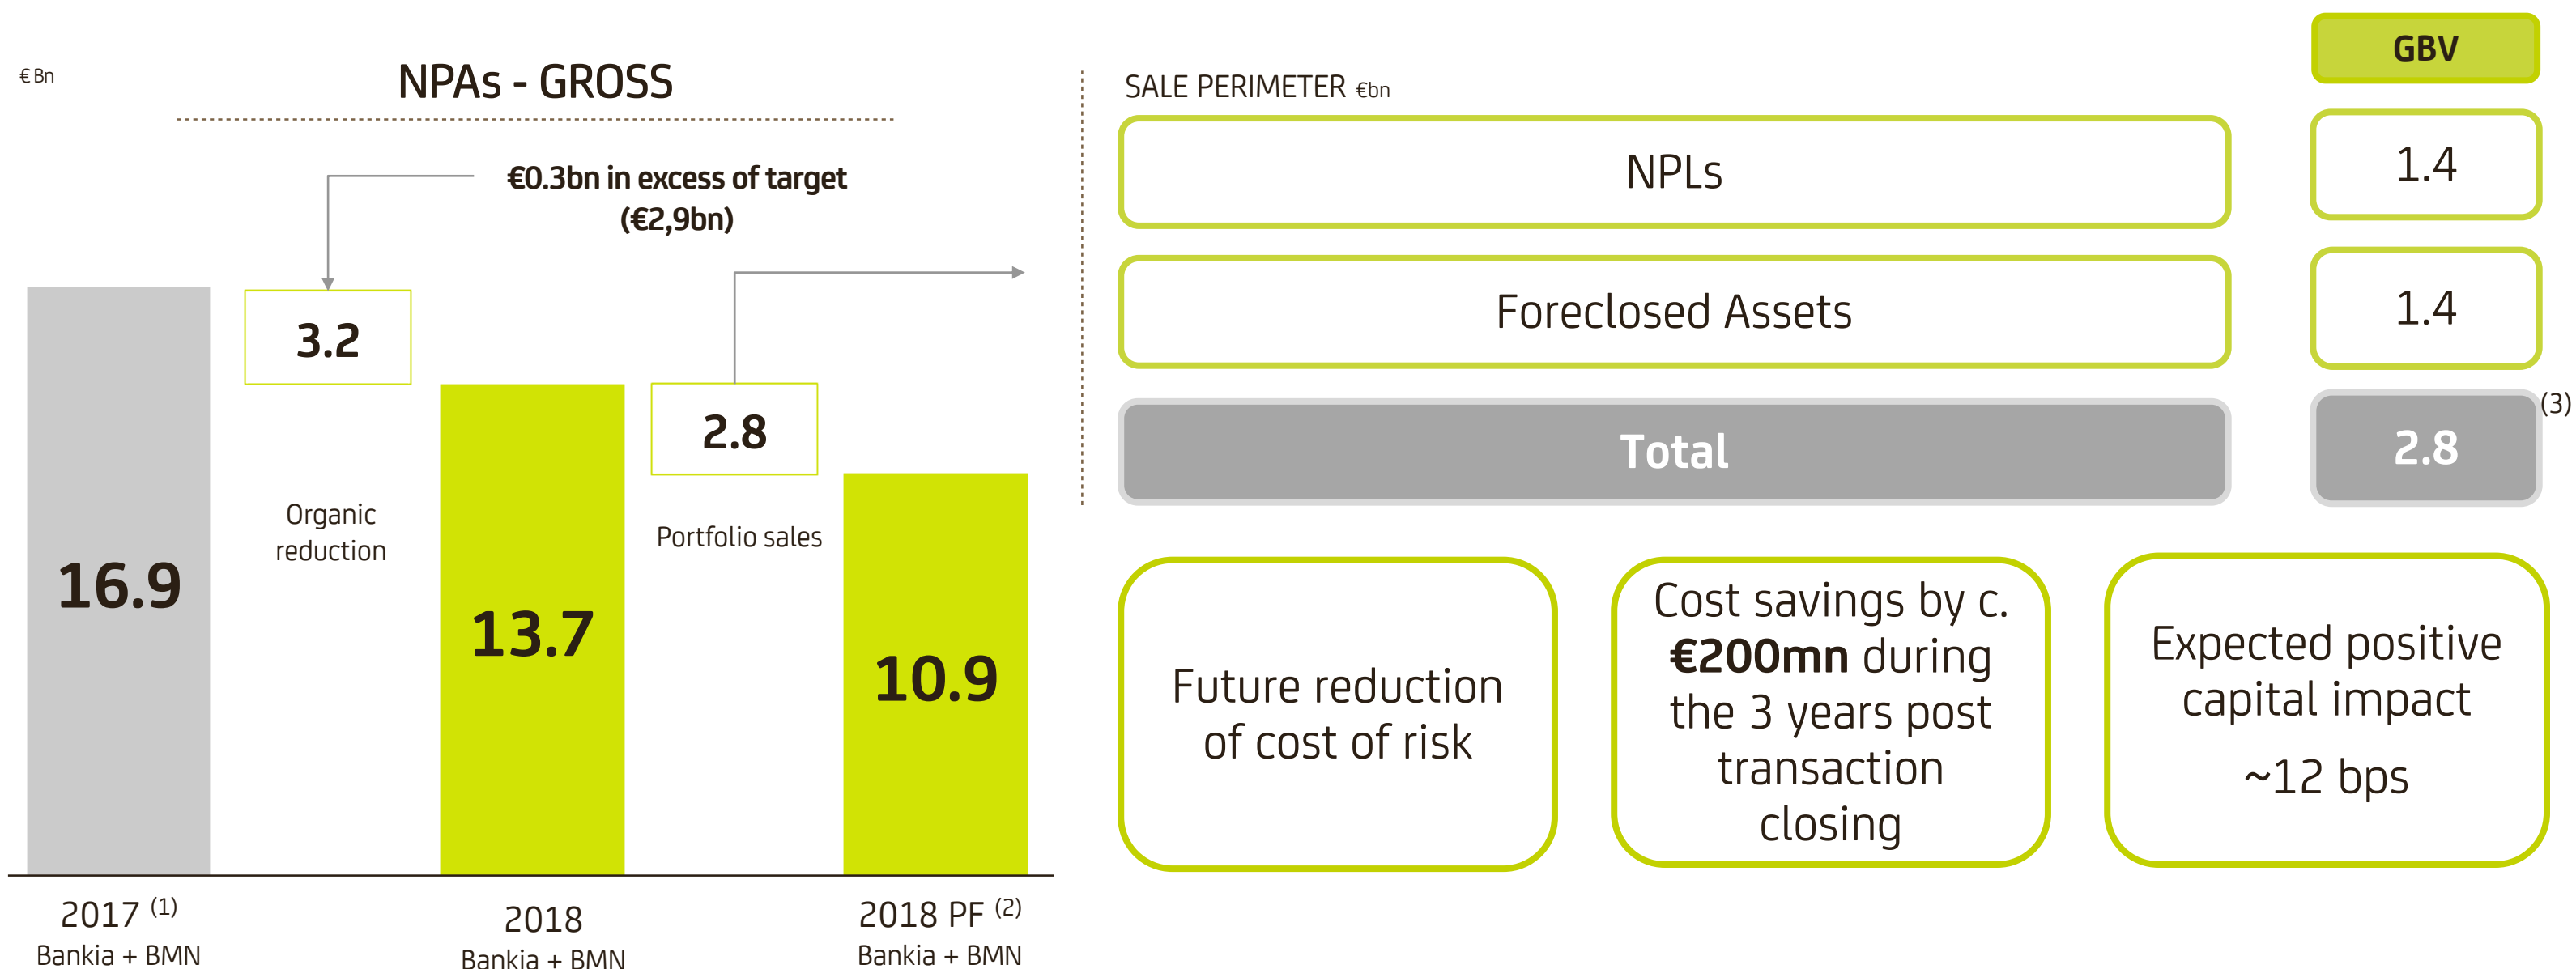 € Bn
NPAs - GROSS
€0.3bn in excess of target
(€2,9bn)
3.2
2.8
Organic
reduction
Portfolio sales
16.9
13.7
10.9
2017 (1)
Bankia + BMN
2018
Bankia + BMN
2018 PF (2)
Bankia + BMN
SALE PERIMETER €bn
GBV
NPLs
1.4
Foreclosed Assets
1.4
Total
2.8
(3)
Future reduction
of cost of risk
Cost savings by c.
€200mn during
the 3 years post
transaction
closing
Expected positive
capital impact
~12 bps